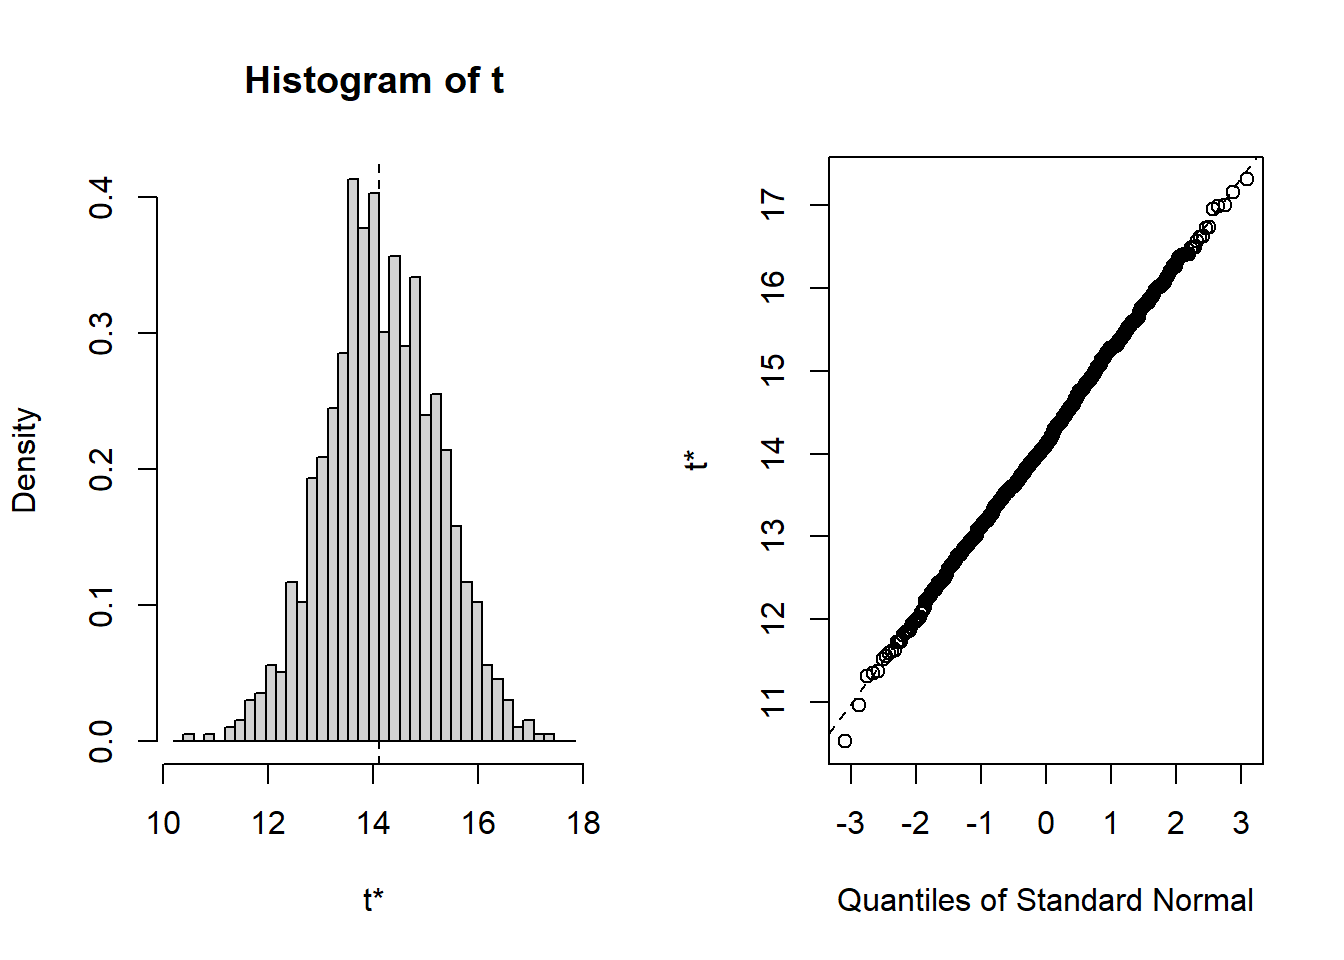 Histogram of t
Density
0.0 0.1 0.2 0.3 0.4
10 12 14 16 18
t*
t*
11 12 13 14 15 16 17
-3 -2 -1 0 1 2 3
Quantiles of Standard Normal